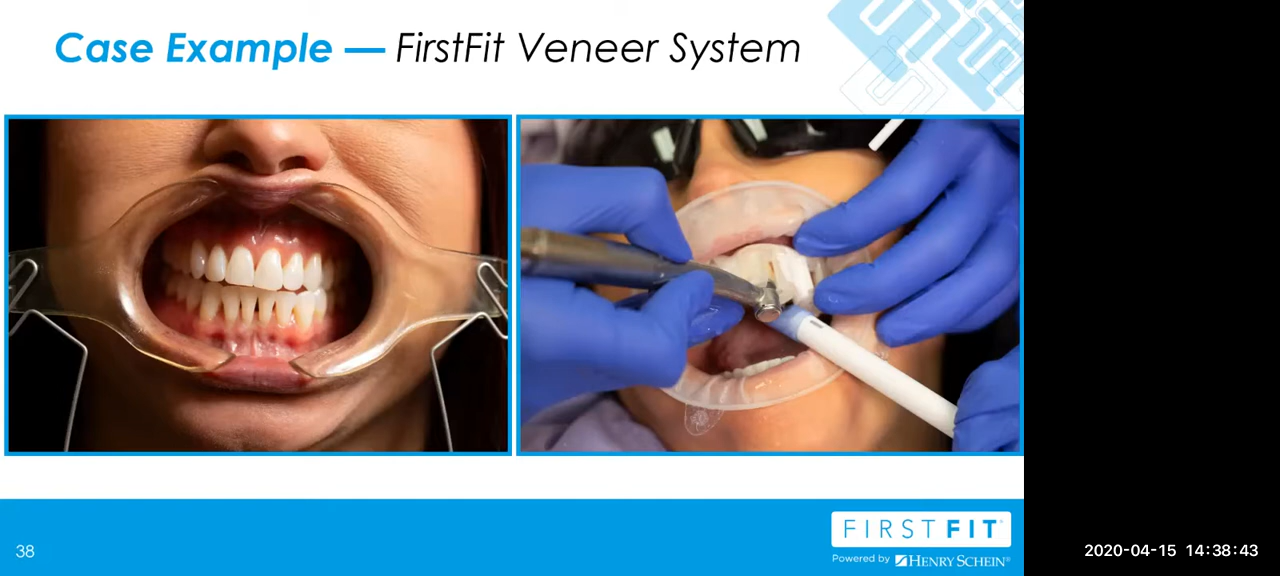 Case Example — FirstFit Veneer System
38
FIRSTFIT
Powered by HENRY SCHEIN®
2020-04-15 14:38:43